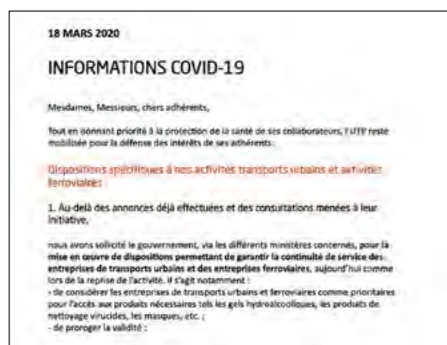 18 MARS 2020
INFORMATIONS COVID-19
Mesdames, Messieurs, chers adhérents,
Tout en donnant priorité à la protection de la santé de ses collaborateurs, l'UTP reste
mobilisée pour la défense des intérêts de ses adhérents.
Dispositions spécifiques à nos activités transports urbains et activités
ferroviaires
1. Au-delà des annonces déjà effectuées et des consultations menées à leur
initiative,
nous avons sollicité le gouvernement, via les différents ministères concernés, pour la
mise en œuvre de dispositions permettant de garantir la continuité de service des
entreprises de transports urbains et des entreprises ferroviaires, aujourd'hui comme
lors de la reprise de l'activité. Il s'agit notamment :
- de considérer les entreprises de transports urbains et ferroviaires comme prioritaires
pour l'accès aux produits nécessaires tels les gels hydroalcooliques, les produits de
nettoyage virucides, les masques, etc. ;
- de proroger la validité :